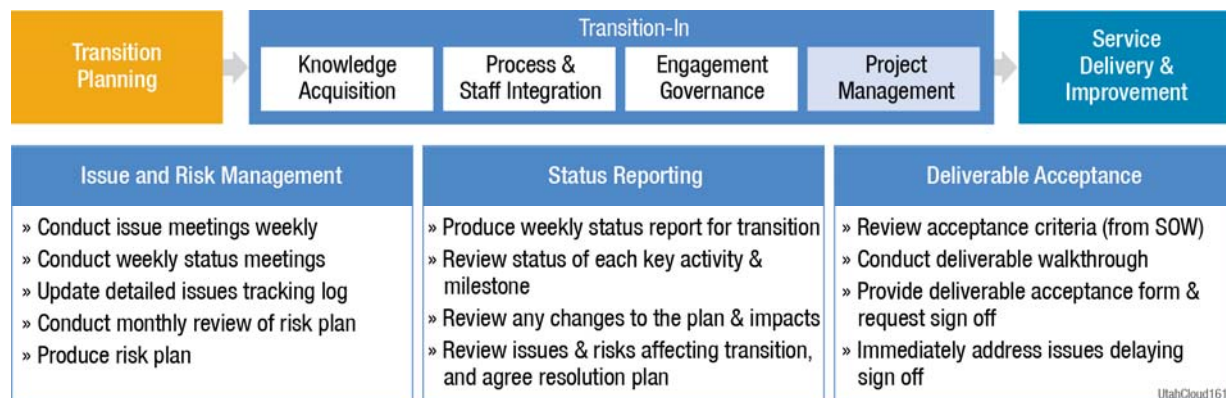 Transition
Planning
Transition-In
Knowledge
Acquisition
Process &
Staff Integration
Engagement
Governance
Project
Management
Service
Delivery &
Improvement
Issue and Risk Management
» Conduct issue meetings weekly
» Conduct weekly status meetings
» Update detailed issues tracking log
» Conduct monthly review of risk plan
» Produce risk plan
Status Reporting
» Produce weekly status report for transition
» Review status of each key activity &
milestone
» Review any changes to the plan & impacts
» Review issues & risks affecting transition,
and agree resolution plan
Deliverable Acceptance
» Review acceptance criteria (from SOW)
» Conduct deliverable walkthrough
» Provide deliverable acceptance form &
request sign off
» Immediately address issues delaying
sign off
UtahCloud161